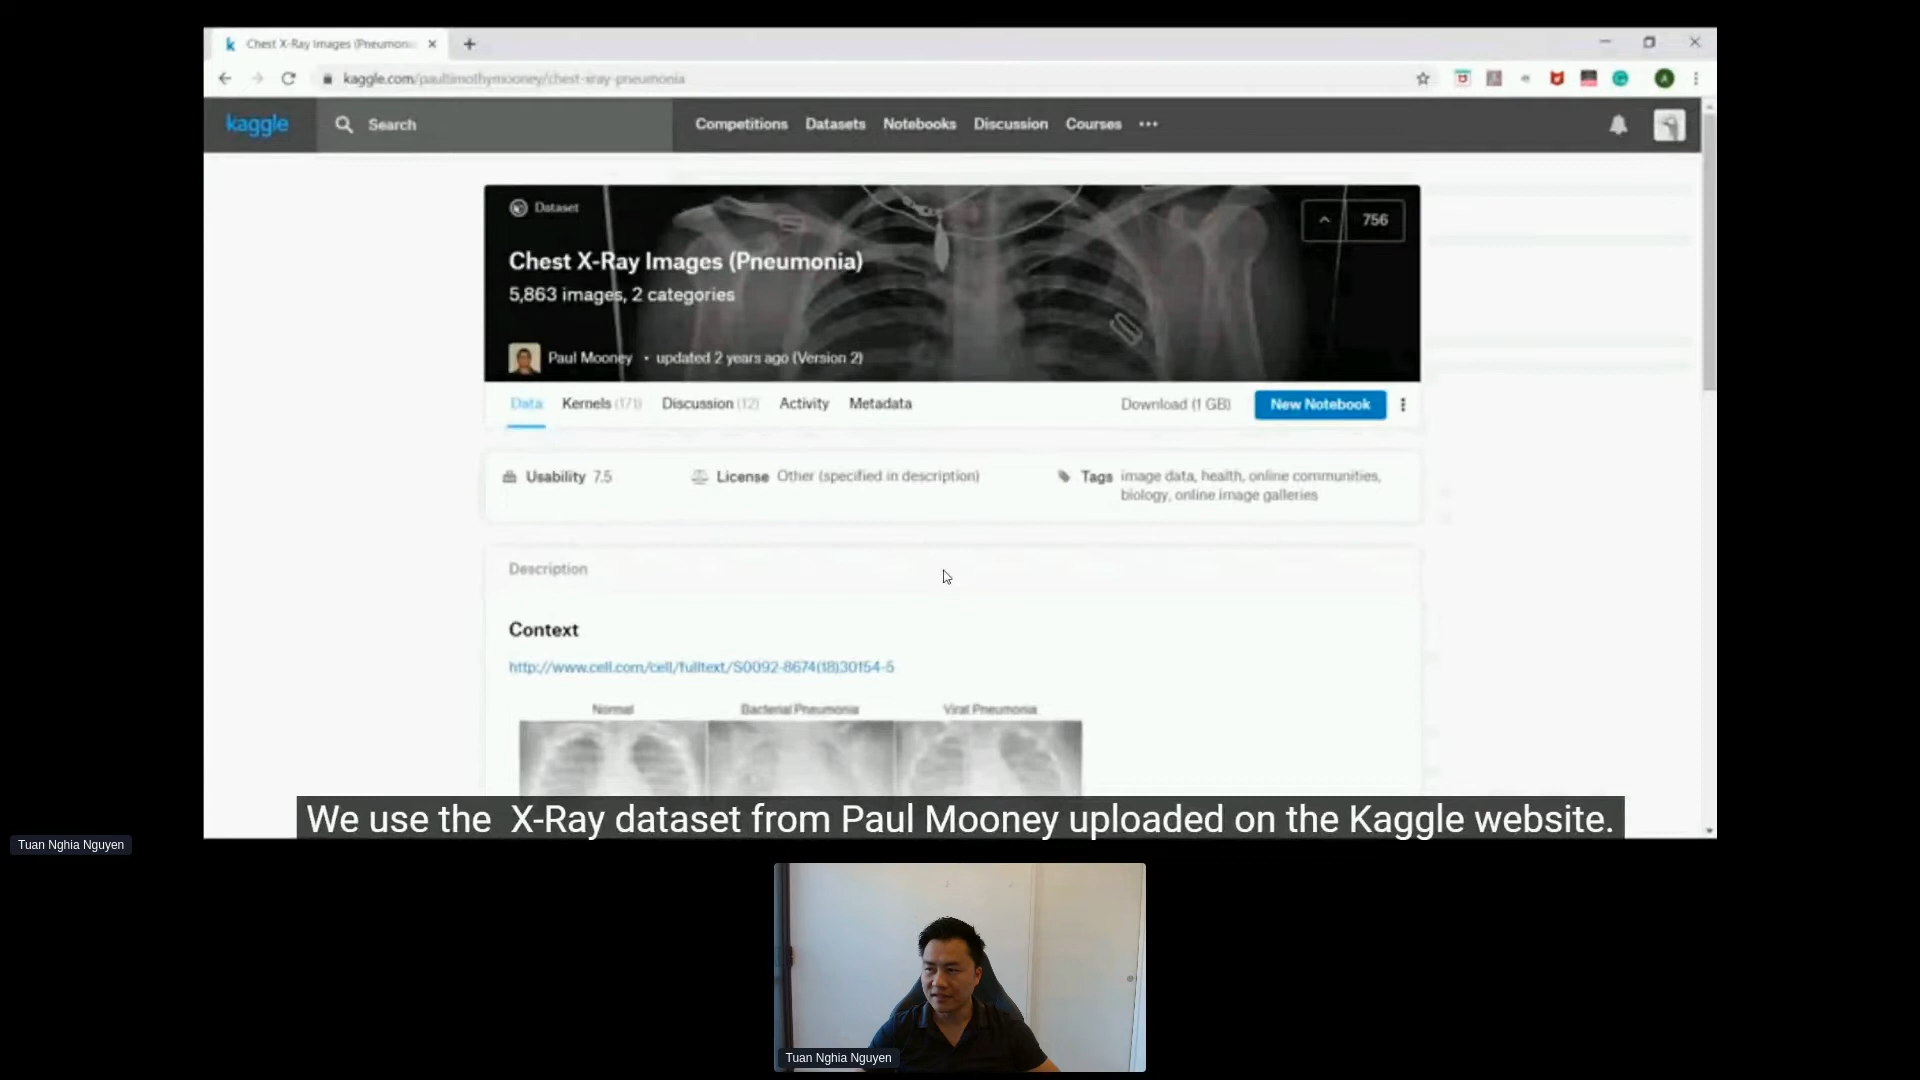 Chest X-Ray Images (Pneumoni
kaggle.com/paultimothymooney/chest-xray-pneumonia
kaggle
Search
Competitions Datasets Notebooks Discussion Courses
Dataset
756
Chest X-Ray Images (Pneumonia)
5,863 images, 2 categories
Paul Mooney • updated 2 years ago (Version 2)
Data Kernels (171) Discussion (12) Activity Metadata Download (1 GB) New Notebook
Usability 7.5 License Other (specified in description) Tags image data, health, online communities,
biology, online image galleries
Description
Context
http://www.cell.com/cell/fulltext/S0092-8674(18)30154-5
Normal Bacterial Pneumonia Viral Pneumonia
We use the X-Ray dataset from Paul Mooney uploaded on the Kaggle website.
Tuan Nghia Nguyen
Tuan Nghia Nguyen